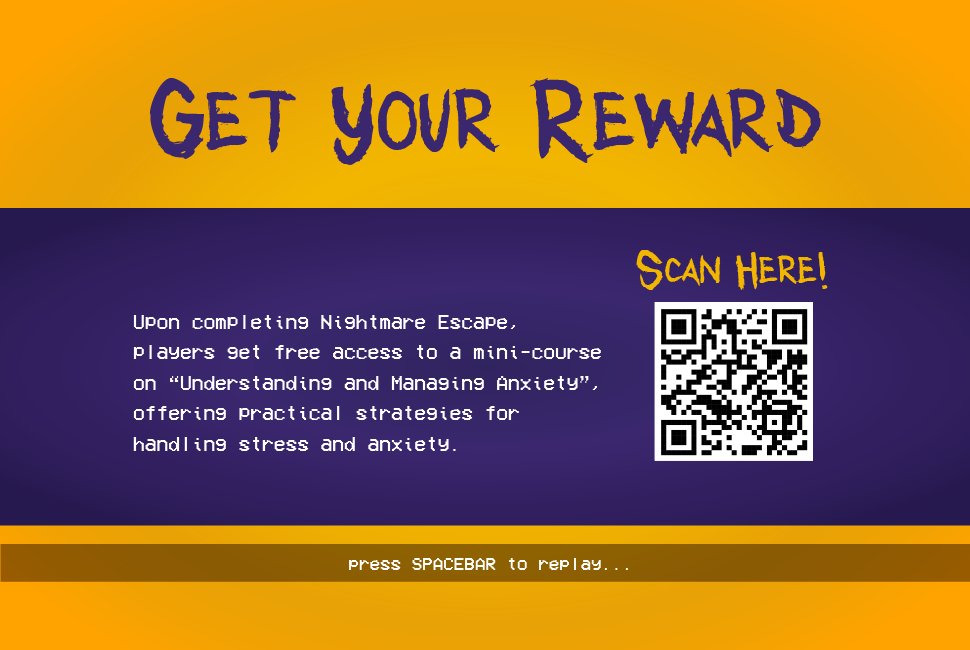 Get Your Reward
Scan Here!
Upon completing Nightmare Escape,
players get free access to a mini-course
on “Understanding and Managing Anxiety”,
offering practical strategies for
handling stress and anxiety.
press SPACEBAR to replay...